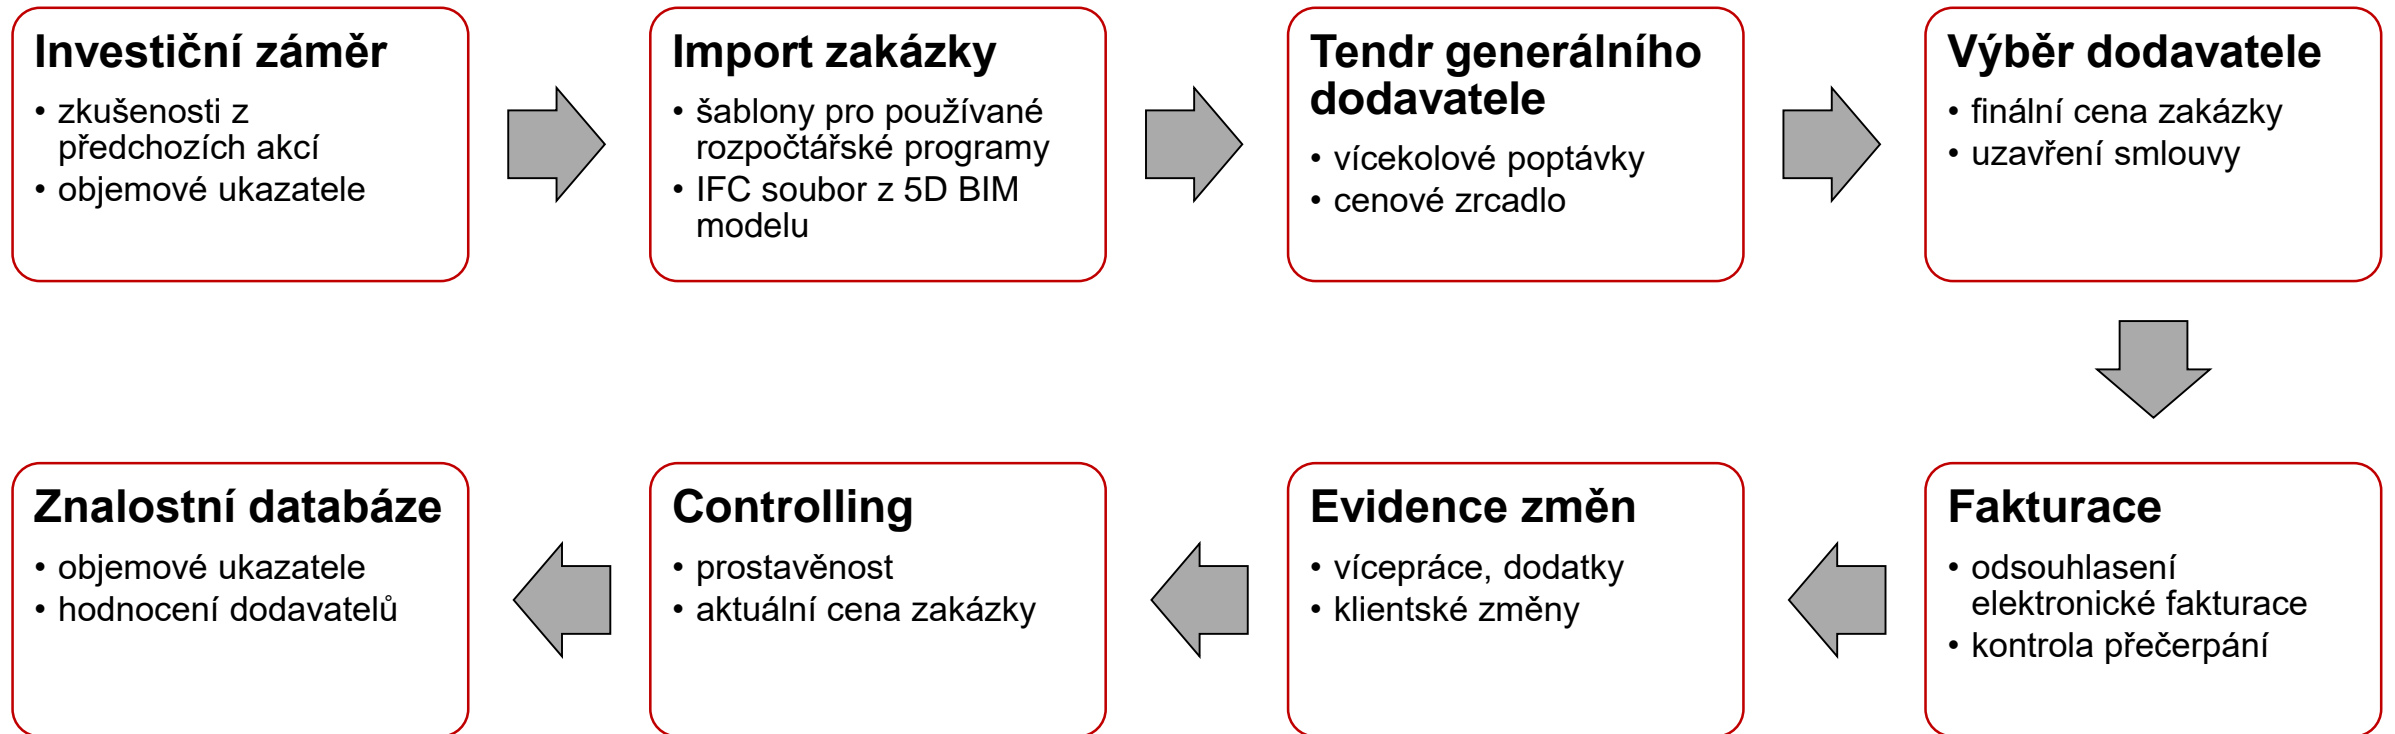 Investiční záměr
• zkušenosti z
předchozích akcí
• objemové ukazatele
Import zakázky
• šablony pro používané
rozpočtářské programy
• IFC soubor z 5D BIM
modelu
Tendr generálního
dodavatele
• vícekolové poptávky
• cenové zrcadlo
Výběr dodavatele
• finální cena zakázky
• uzavření smlouvy
Fakturace
• odsouhlasení
elektronické fakturace
• kontrola přečerpání
Evidence změn
• vícepráce, dodatky
• klientské změny
Controlling
• prostavěnost
• aktuální cena zakázky
Znalostní databáze
• objemové ukazatele
• hodnocení dodavatelů